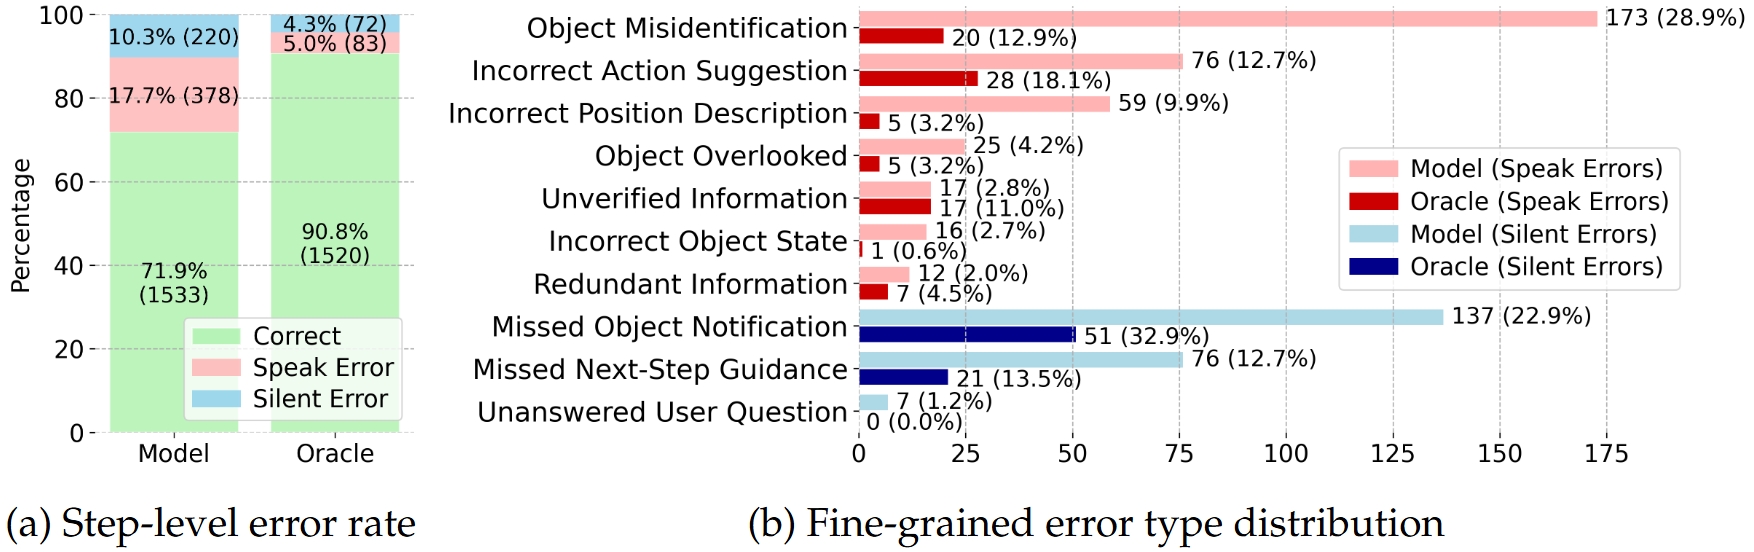 100
80
60
40
20
0
Percentage
10.3% (220)
17.7% (378)
71.9%
(1533)
4.3% (72)
5.0% (83)
90.8%
(1520)
Correct
Speak Error
Silent Error
Model
Oracle
(a) Step-level error rate
Object Misidentification
173 (28.9%)
20 (12.9%)
Incorrect Action Suggestion
76 (12.7%)
28 (18.1%)
Incorrect Position Description
59 (9.9%)
5 (3.2%)
Object Overlooked
25 (4.2%)
5 (3.2%)
Unverified Information
17 (2.8%)
17 (11.0%)
Incorrect Object State
16 (2.7%)
1 (0.6%)
Redundant Information
12 (2.0%)
7 (4.5%)
Missed Object Notification
137 (22.9%)
51 (32.9%)
Missed Next-Step Guidance
76 (12.7%)
21 (13.5%)
Unanswered User Question
7 (1.2%)
0 (0.0%)
Model (Speak Errors)
Oracle (Speak Errors)
Model (Silent Errors)
Oracle (Silent Errors)
0 25 50 75 100 125 150 175
(b) Fine-grained error type distribution